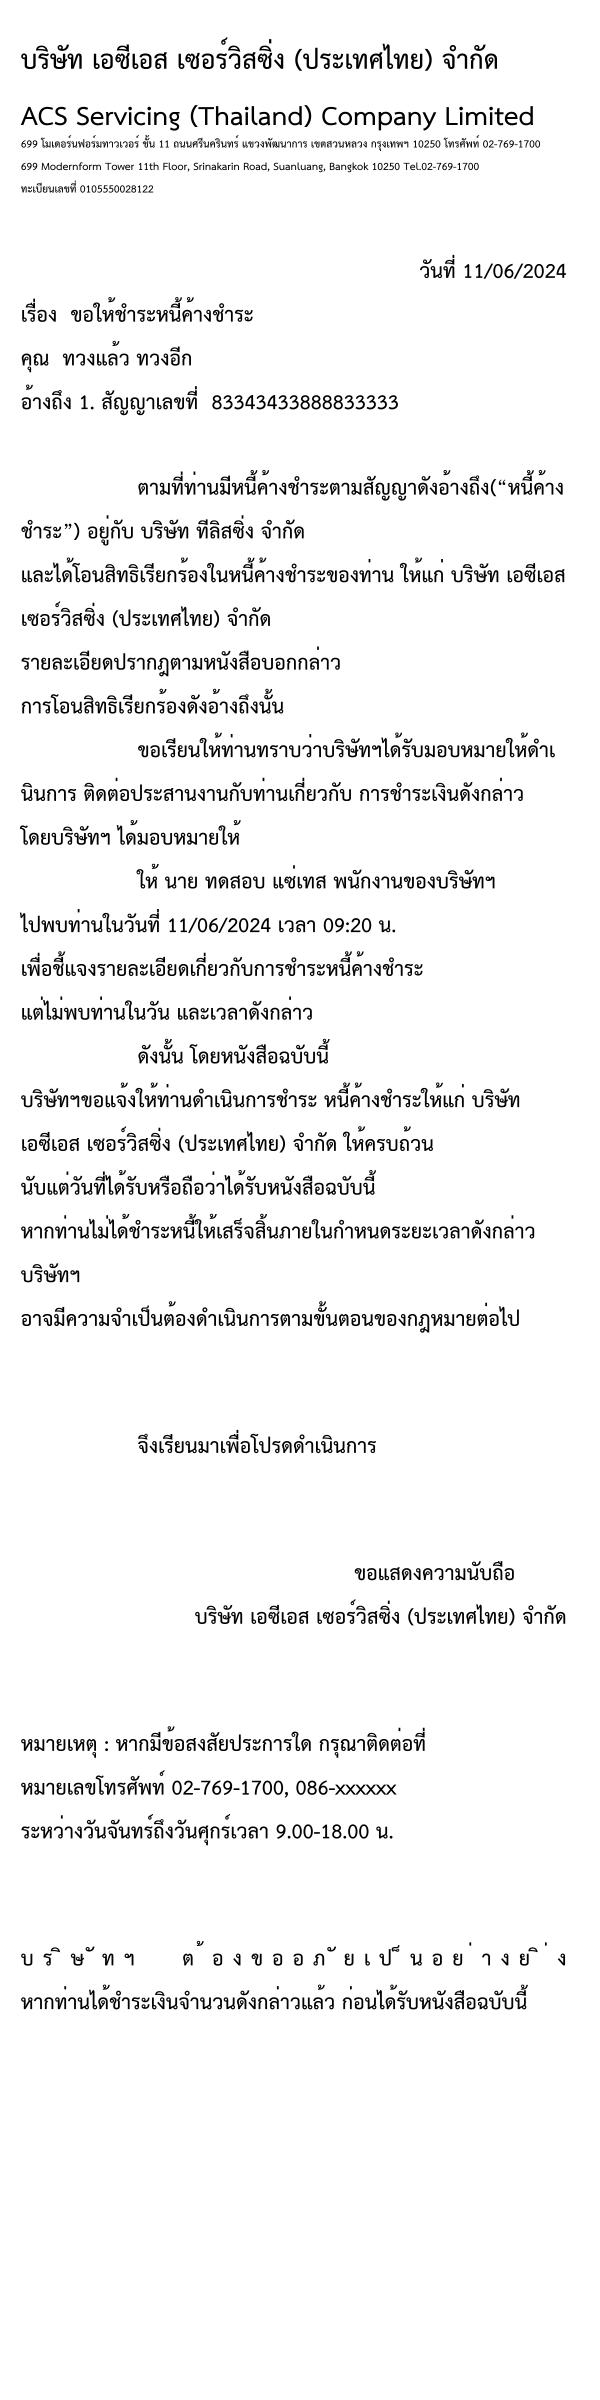 บริษัท เอซีเอส เซอร์วิสซิ่ง (ประเทศไทย) จำกัด
ACS Servicing (Thailand) Company Limited
699 โมเดอร์นฟอร์มทาวเวอร์ ชั้น 11 ถนนศรีนครินทร์ แขวงพัฒนาการ เขตสวนหลวง กรุงเทพฯ 10250 โทรศัพท์ 02-769-1700
699 Modernform Tower 11th Floor, Srinakarin Road, Suanluang, Bangkok 10250 Tel.02-769-1700
ทะเบียนเลขที่ 0105550028122
วันที่ 11/06/2024
เรื่อง ขอให้ชำระหนี้ค้างชำระ
คุณ ทวงแล้ว ทวงอีก
อ้างถึง 1. สัญญาเลขที่ 83343433888833333
ตามที่ท่านมีหนี้ค้างชำระตามสัญญาดังอ้างถึง(“หนี้ค้าง
ชำระ”) อยู่กับ บริษัท ทีลิสซิ่ง จำกัด
และได้โอนสิทธิเรียกร้องในหนี้ค้างชำระของท่าน ให้แก่ บริษัท เอซีเอส
เซอร์วิสซิ่ง (ประเทศไทย) จำกัด
รายละเอียดปรากฎตามหนังสือบอกกล่าว
การโอนสิทธิเรียกร้องดังอ้างถึงนั้น
ขอเรียนให้ท่านทราบว่าบริษัทฯได้รับมอบหมายให้ดำเ
นินการ ติดต่อประสานงานกับท่านเกี่ยวกับ การชำระเงินดังกล่าว
โดยบริษัทฯ ได้มอบหมายให้
ให้ นาย ทดสอบ แซ่เทส พนักงานของบริษัทฯ
ไปพบท่านในวันที่ 11/06/2024 เวลา 09:20 น.
เพื่อชี้แจงรายละเอียดเกี่ยวกับการชำระหนี้ค้างชำระ
แต่ไม่พบท่านในวัน และเวลาดังกล่าว
ดังนั้น โดยหนังสือฉบับนี้
บริษัทฯขอแจ้งให้ท่านดำเนินการชำระ หนี้ค้างชำระให้แก่ บริษัท
เอซีเอส เซอร์วิสซิ่ง (ประเทศไทย) จำกัด ให้ครบถ้วน
นับแต่วันที่ได้รับหรือถือว่าได้รับหนังสือฉบับนี้
หากท่านไม่ได้ชำระหนี้ให้เสร็จสิ้นภายในกำหนดระยะเวลาดังกล่าว
บริษัทฯ
อาจมีความจำเป็นต้องดำเนินการตามขั้นตอนของกฎหมายต่อไป
จึงเรียนมาเพื่อโปรดดำเนินการ
ขอแสดงความนับถือ
บริษัท เอซีเอส เซอร์วิสซิ่ง (ประเทศไทย) จำกัด
หมายเหตุ : หากมีข้อสงสัยประการใด กรุณาติดต่อที่
หมายเลขโทรศัพท์ 02-769-1700, 086-xxxxxx
ระหว่างวันจันทร์ถึงวันศุกร์เวลา 9.00-18.00 น.
บริษัทฯ ต้องขออภัยเป็นอย่างยิ่ง
หากท่านได้ชำระเงินจำนวนดังกล่าวแล้ว ก่อนได้รับหนังสือฉบับนี้